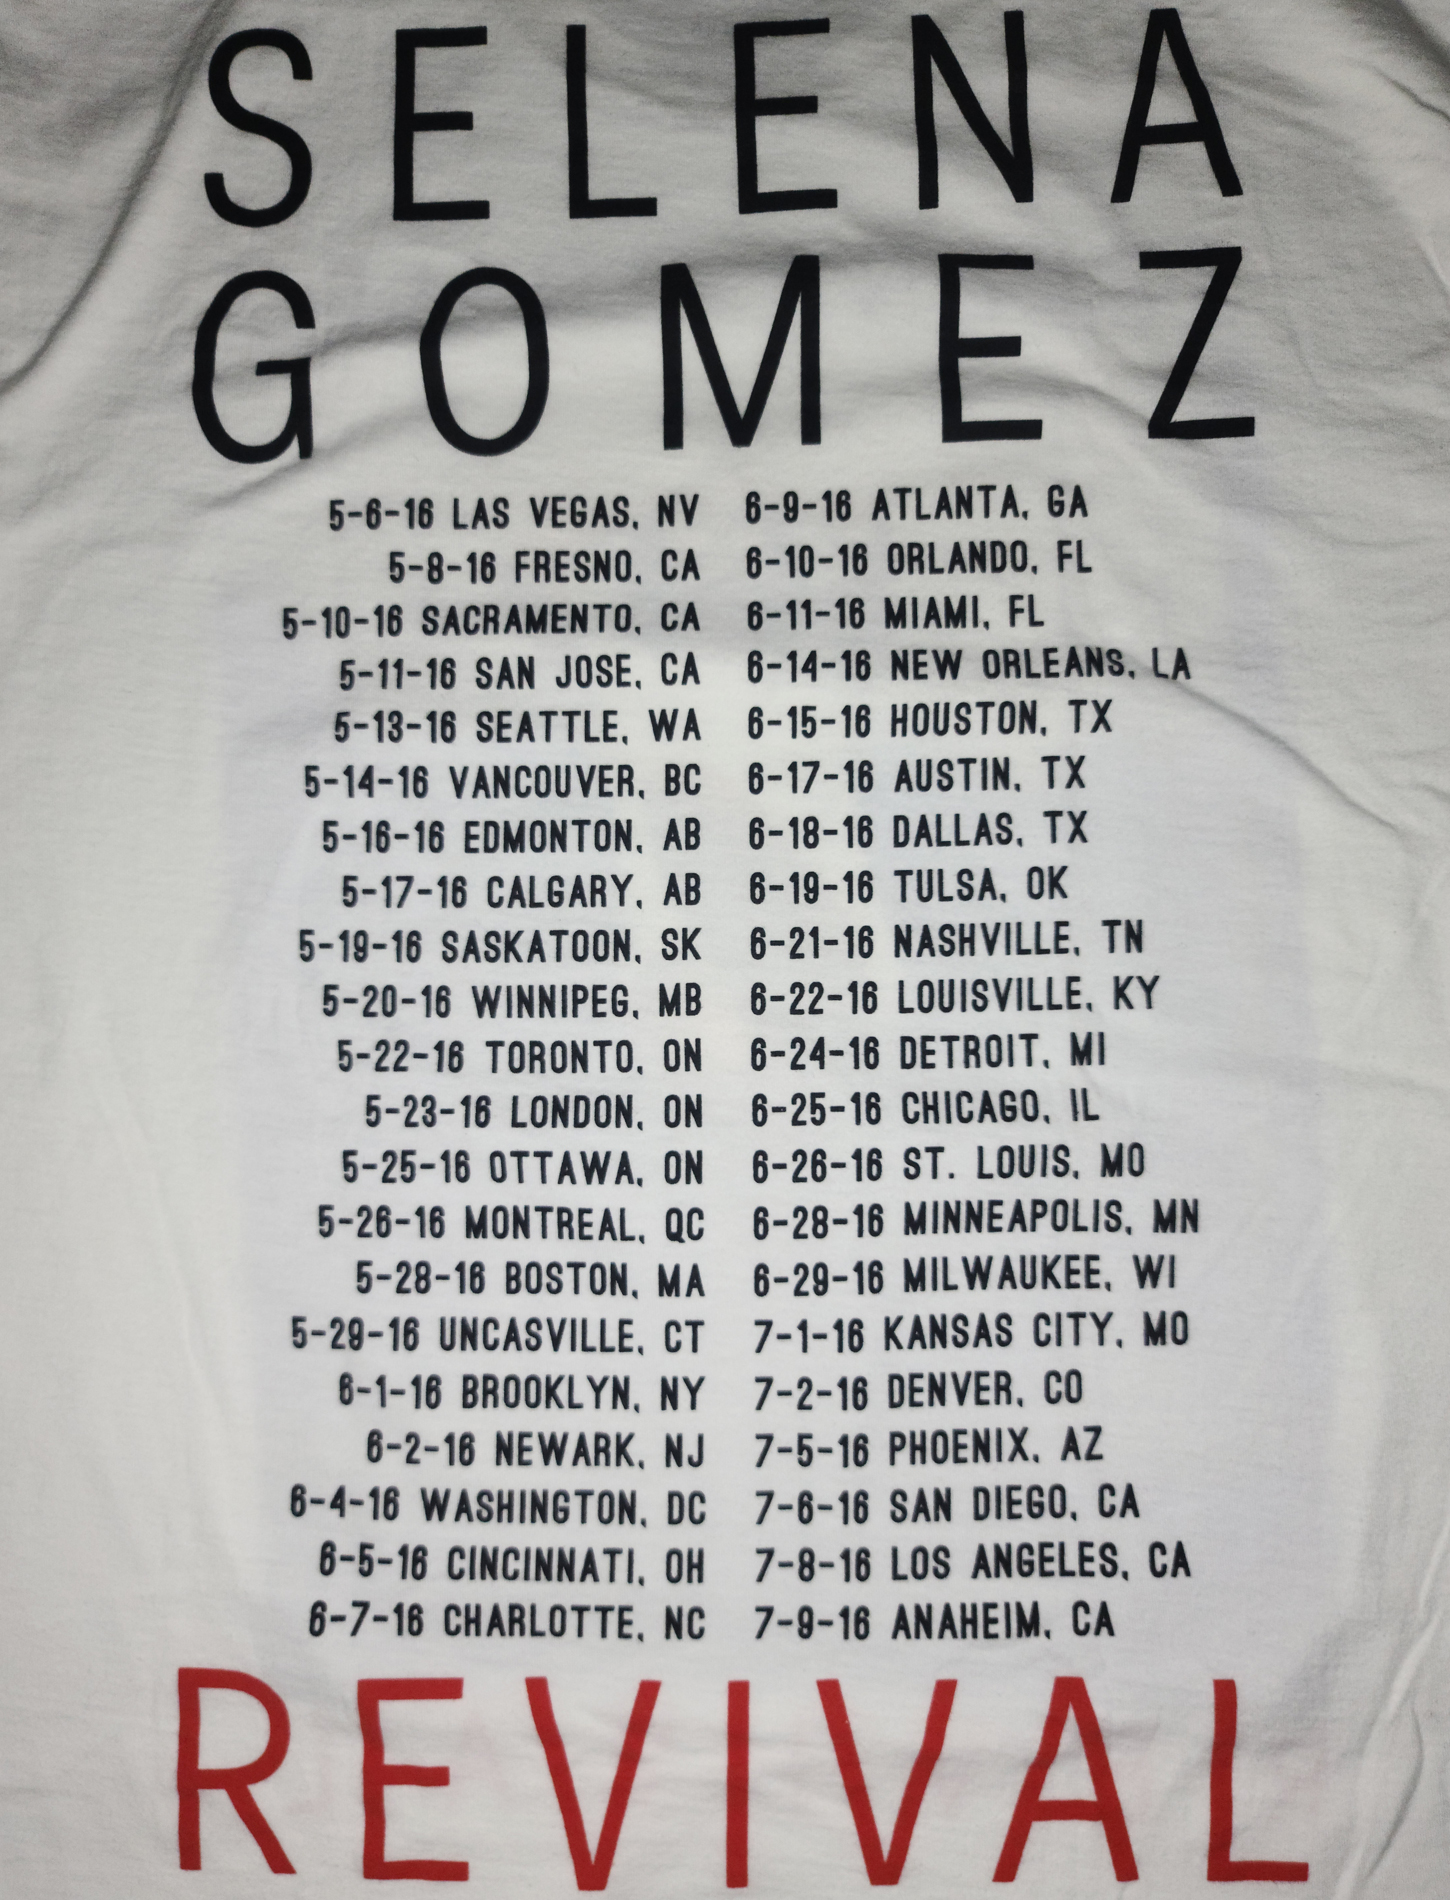 SELENA
GOMEZ
5-6-16 LAS VEGAS, NV
5-8-16 FRESNO, CA
5-10-16 SACRAMENTO, CA
5-11-16 SAN JOSE, CA
5-13-16 SEATTLE, WA
5-14-16 VANCOUVER, BC
5-16-16 EDMONTON, AB
5-17-16 CALGARY, AB
5-19-16 SASKATOON, SK
5-20-16 WINNIPEG, MB
5-22-16 TORONTO, ON
5-23-16 LONDON, ON
5-25-16 OTTAWA, ON
5-26-16 MONTREAL, QC
5-28-16 BOSTON, MA
5-29-16 UNCASVILLE, CT
6-1-16 BROOKLYN, NY
6-2-16 NEWARK, NJ
6-4-16 WASHINGTON, DC
6-5-16 CINCINNATI, OH
6-7-16 CHARLOTTE, NC
6-9-16 ATLANTA, GA
6-10-16 ORLANDO, FL
6-11-16 MIAMI, FL
6-14-16 NEW ORLEANS, LA
6-15-16 HOUSTON, TX
6-17-16 AUSTIN, TX
6-18-16 DALLAS, TX
6-19-16 TULSA, OK
6-21-16 NASHVILLE, TN
6-22-16 LOUISVILLE, KY
6-24-16 DETROIT, MI
6-25-16 CHICAGO, IL
6-26-16 ST. LOUIS, MO
6-28-16 MINNEAPOLIS, MN
6-29-16 MILWAUKEE, WI
7-1-16 KANSAS CITY, MO
7-2-16 DENVER, CO
7-5-16 PHOENIX, AZ
7-6-16 SAN DIEGO, CA
7-8-16 LOS ANGELES, CA
7-9-16 ANAHEIM, CA
REVIVAL